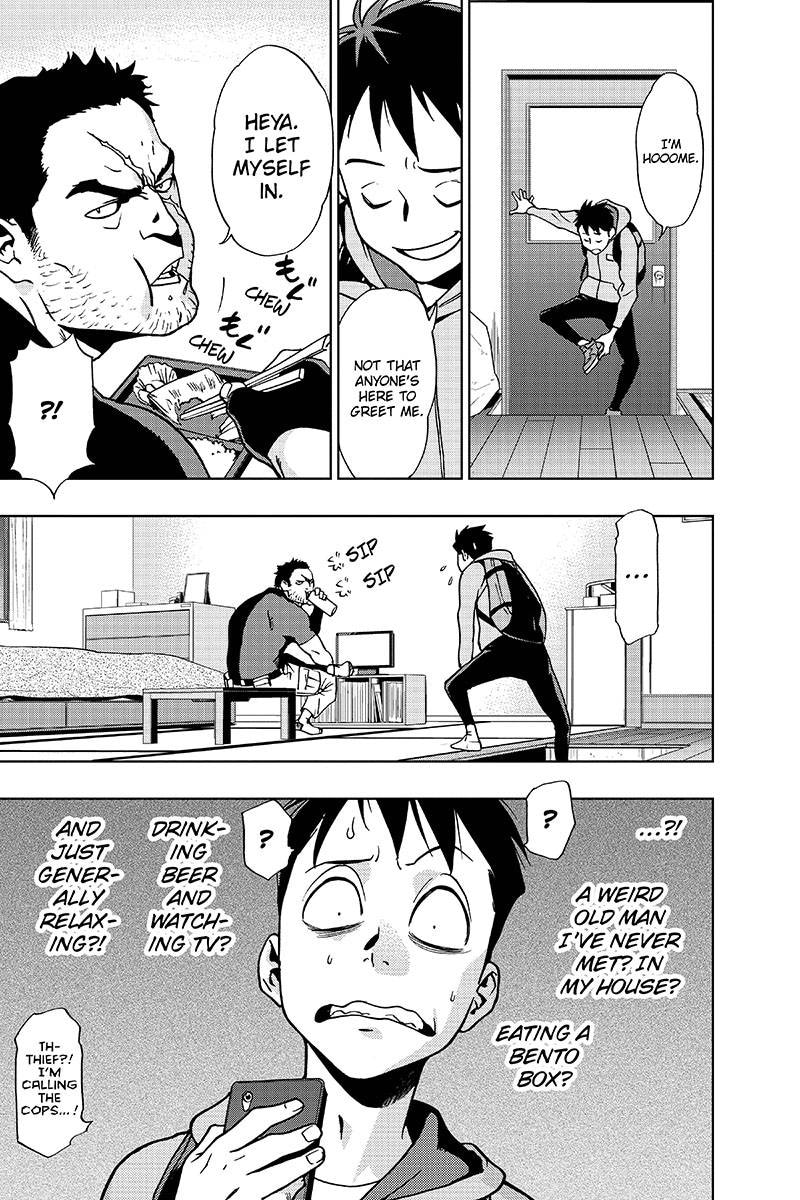 I'M
HOOOME.
NOT THAT
ANYONE'S
HERE TO
GREET ME.
HEYA.
I LET
MYSELF
IN.
もぐ
CHEW
もぐ
CHEW
?!
...
SIP
SIP
...?!
?
?
A WEIRD
OLD MAN
I'VE NEVER
MET? IN
MY HOUSE?
EATING A
BENTO
BOX?
DRINK-
ING
BEER
AND
WATCH-
ING TV?
AND
JUST
GENER-
ALLY
RELAX-
ING?!
TH-
THIEF?!
I'M
CALLING
THE
COPS...!